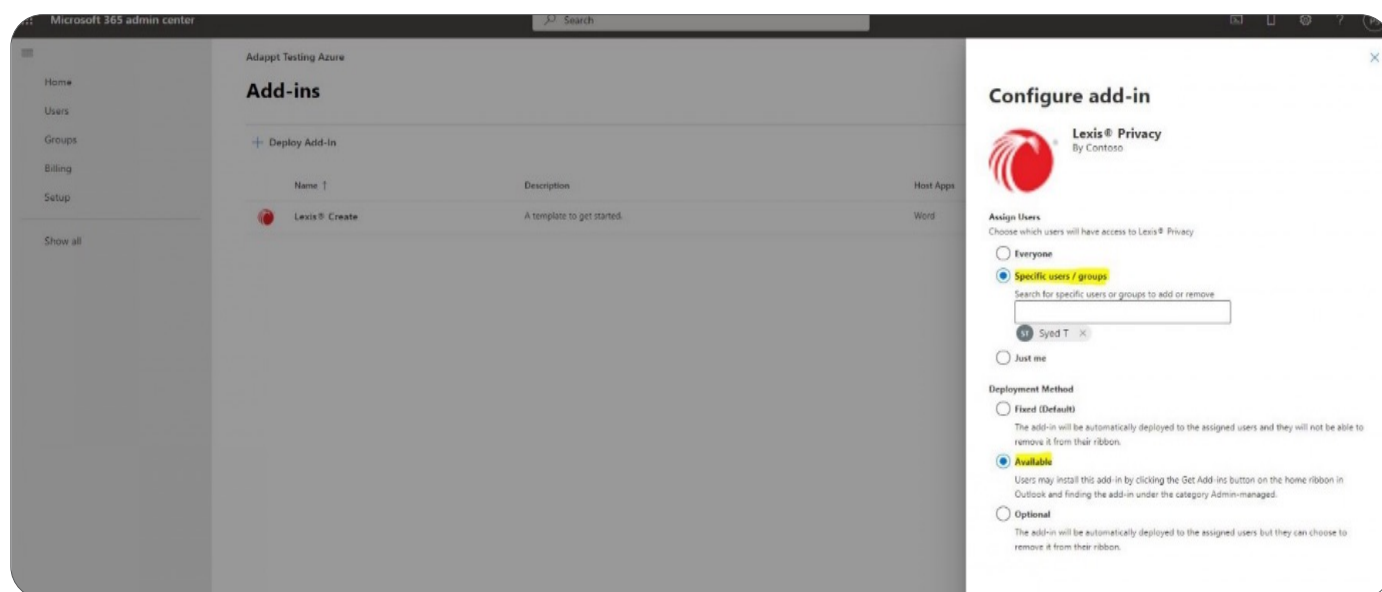 Microsoft 365 admin center
Search
Home
Users
Groups
Billing
Setup
Show all
Adappt Testing Azure
Add-ins
Deploy Add-In
Name ↑ Description Host Apps
Lexis® Create A template to get started. Word
Configure add-in
Lexis® Privacy
By Contoso
Assign Users
Choose which users will have access to Lexis® Privacy
Everyone
Specific users / groups
Search for specific users or groups to add or remove
ST Syed T ×
Just me
Deployment Method
Fixed (Default)
The add-in will be automatically deployed to the assigned users and they will not be able to
remove it from their ribbon.
Available
Users may install this add-in by clicking the Get Add-ins button on the home ribbon in
Outlook and finding the add-in under the category Admin-managed.
Optional
The add-in will be automatically deployed to the assigned users but they can choose to
remove it from their ribbon.